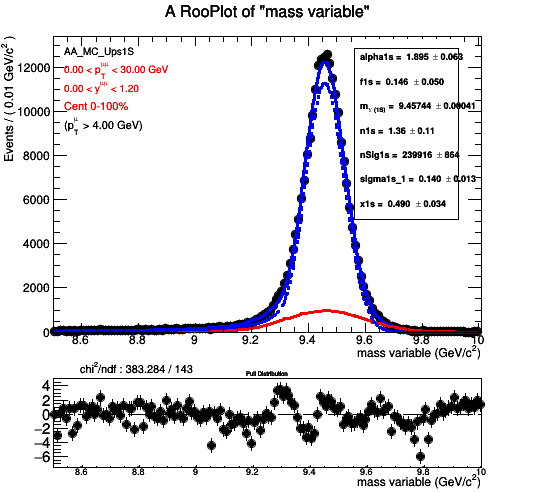 A RooPlot of "mass variable"
Events / ( 0.01 GeV/c² )
AA_MC_Ups1S
0.00 < p_T^μμ < 30.00 GeV
0.00 < y^μμ < 1.20
Cent 0-100%
(p_T^μ > 4.00 GeV)
alpha1s = 1.895 ± 0.063
f1s = 0.146 ± 0.050
m_Υ(1S) = 9.45744 ± 0.00041
n1s = 1.36 ± 0.11
nSig1s = 239916 ± 864
sigma1s_1 = 0.140 ± 0.013
x1s = 0.490 ± 0.034
12000
10000
8000
6000
4000
2000
0
8.6 8.8 9 9.2 9.4 9.6 9.8 10
mass variable (GeV/c²)
chi²/ndf : 383.284 / 143
Pull Distribution
4
2
0
−2
−4
−6
8.6 8.8 9 9.2 9.4 9.6 9.8 10
mass variable (GeV/c²)